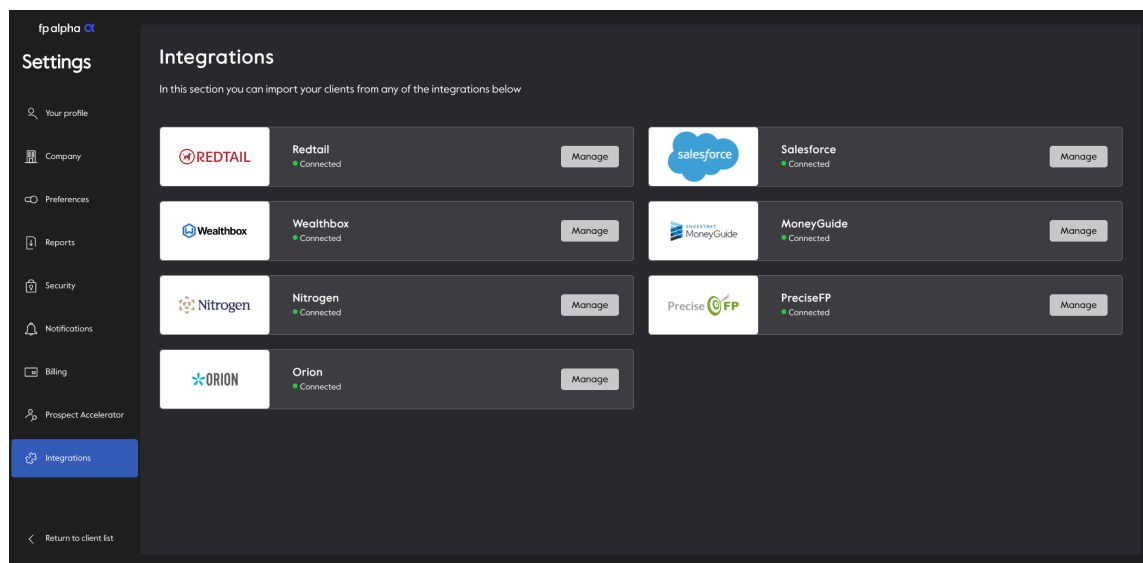 fpalpha α
Settings
Your profile
Company
Preferences
Reports
Security
Notifications
Billing
Prospect Accelerator
Integrations
Return to client list
Integrations
In this section you can import your clients from any of the integrations below
REDTAIL
Redtail
Connected
Manage
salesforce
Salesforce
Connected
Manage
Wealthbox
Wealthbox
Connected
Manage
ENVESTNET
MoneyGuide
MoneyGuide
Connected
Manage
Nitrogen
Nitrogen
Connected
Manage
Precise FP
PreciseFP
Connected
Manage
ORION
Orion
Connected
Manage